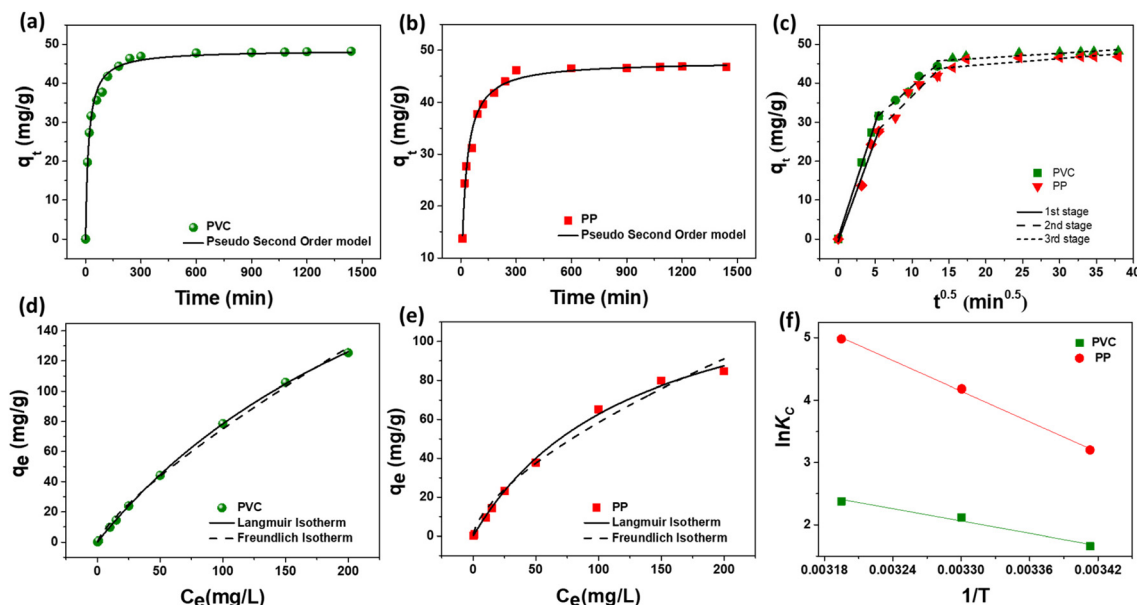 (a)
50
40
30
20
10
0
q_t (mg/g)
PVC
Pseudo Second Order model
0 300 600 900 1200 1500
Time (min)
(b)
60
50
40
30
20
10
q_t (mg/g)
PP
Pseudo Second Order model
0 300 600 900 1200 1500
Time (min)
(c)
50
40
30
20
10
0
q_t (mg/g)
PVC
PP
1st stage
2nd stage
3rd stage
0 5 10 15 20 25 30 35 40
t^0.5 (min^0.5)
(d)
140
120
100
80
60
40
20
0
q_e (mg/g)
PVC
Langmuir Isotherm
Freundlich Isotherm
0 50 100 150 200
C_e(mg/L)
(e)
100
80
60
40
20
0
q_e (mg/g)
PP
Langmuir Isotherm
Freundlich Isotherm
0 50 100 150 200
C_e(mg/L)
(f)
5
4
3
2
lnK_C
PVC
PP
0.00318 0.00324 0.00330 0.00336 0.00342
1/T